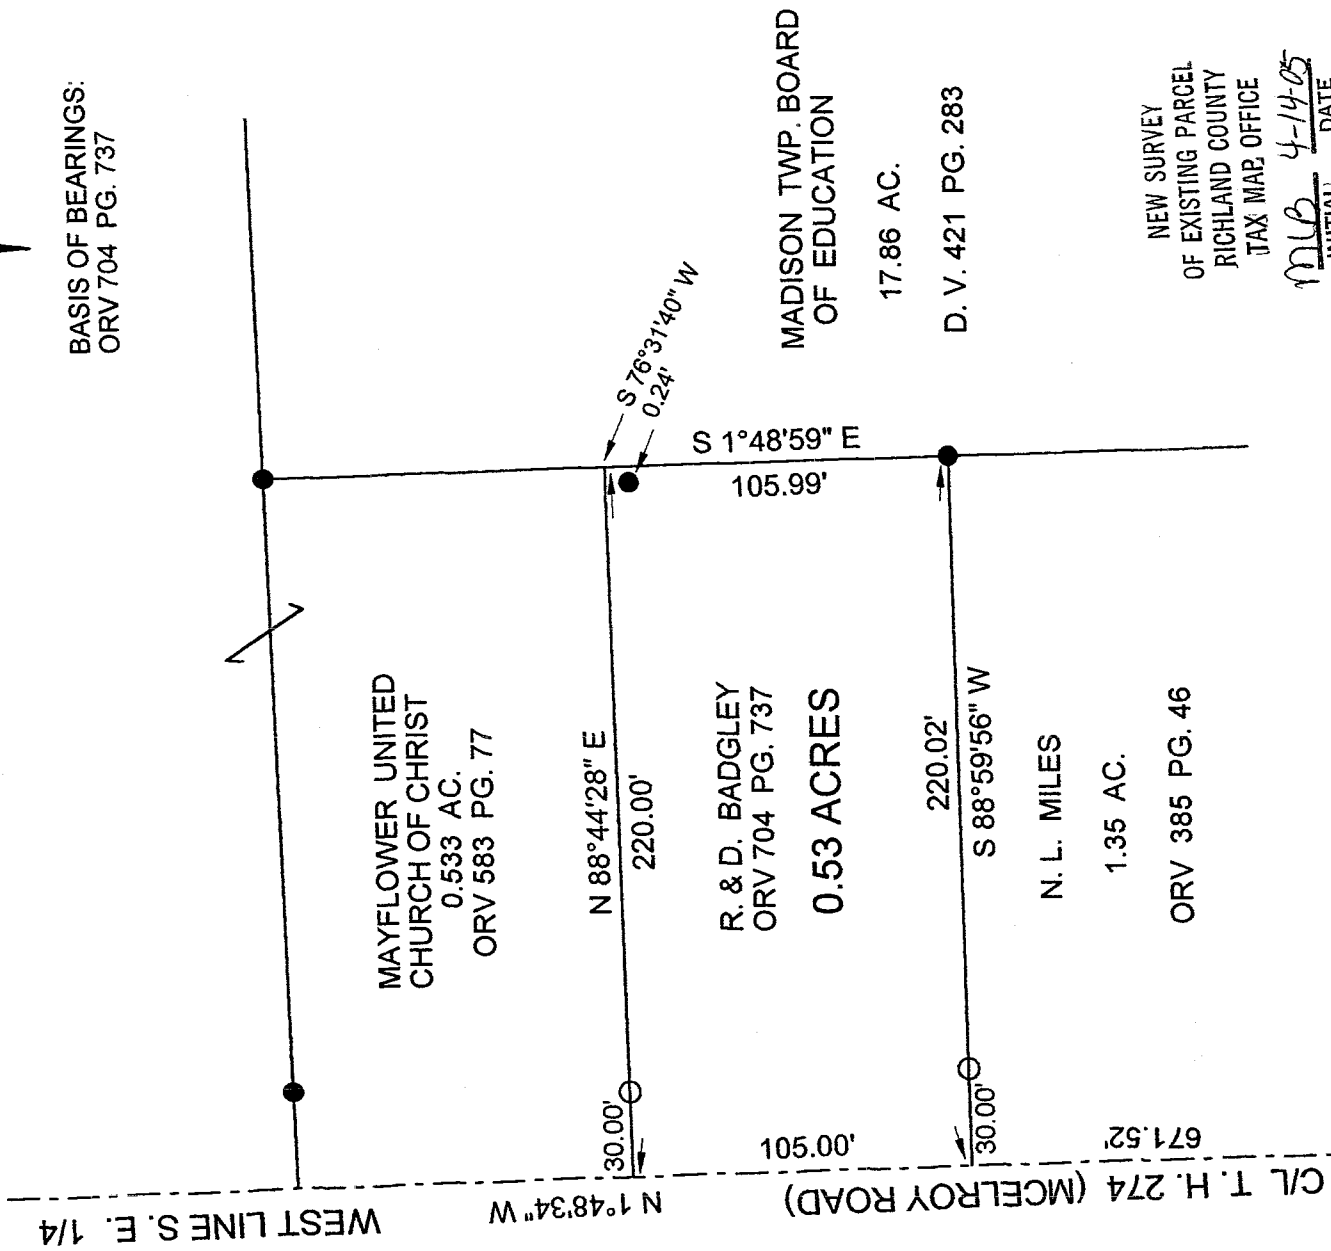 BASIS OF BEARINGS:
ORV 704 PG. 737
MAYFLOWER UNITED
CHURCH OF CHRIST
0.533 AC.
ORV 583 PG. 77
S 76°31'40" W
0.24'
N 88°44'28" E
220.00'
30.00'
S 1°48'59" E
105.99'
MADISON TWP. BOARD
OF EDUCATION
17.86 AC.
D. V. 421 PG. 283
R. & D. BADGLEY
ORV 704 PG. 737
0.53 ACRES
220.02'
S 88°59'56" W
30.00'
N. L. MILES
1.35 AC.
ORV 385 PG. 46
WEST LINE S. E. 1/4
N 1°48'34" W
105.00'
C/L T. H. 274 (MCELROY ROAD)
671.52'
NEW SURVEY
OF EXISTING PARCEL
RICHLAND COUNTY
TAX MAP OFFICE
MLB 4-14-05
INITIAL DATE